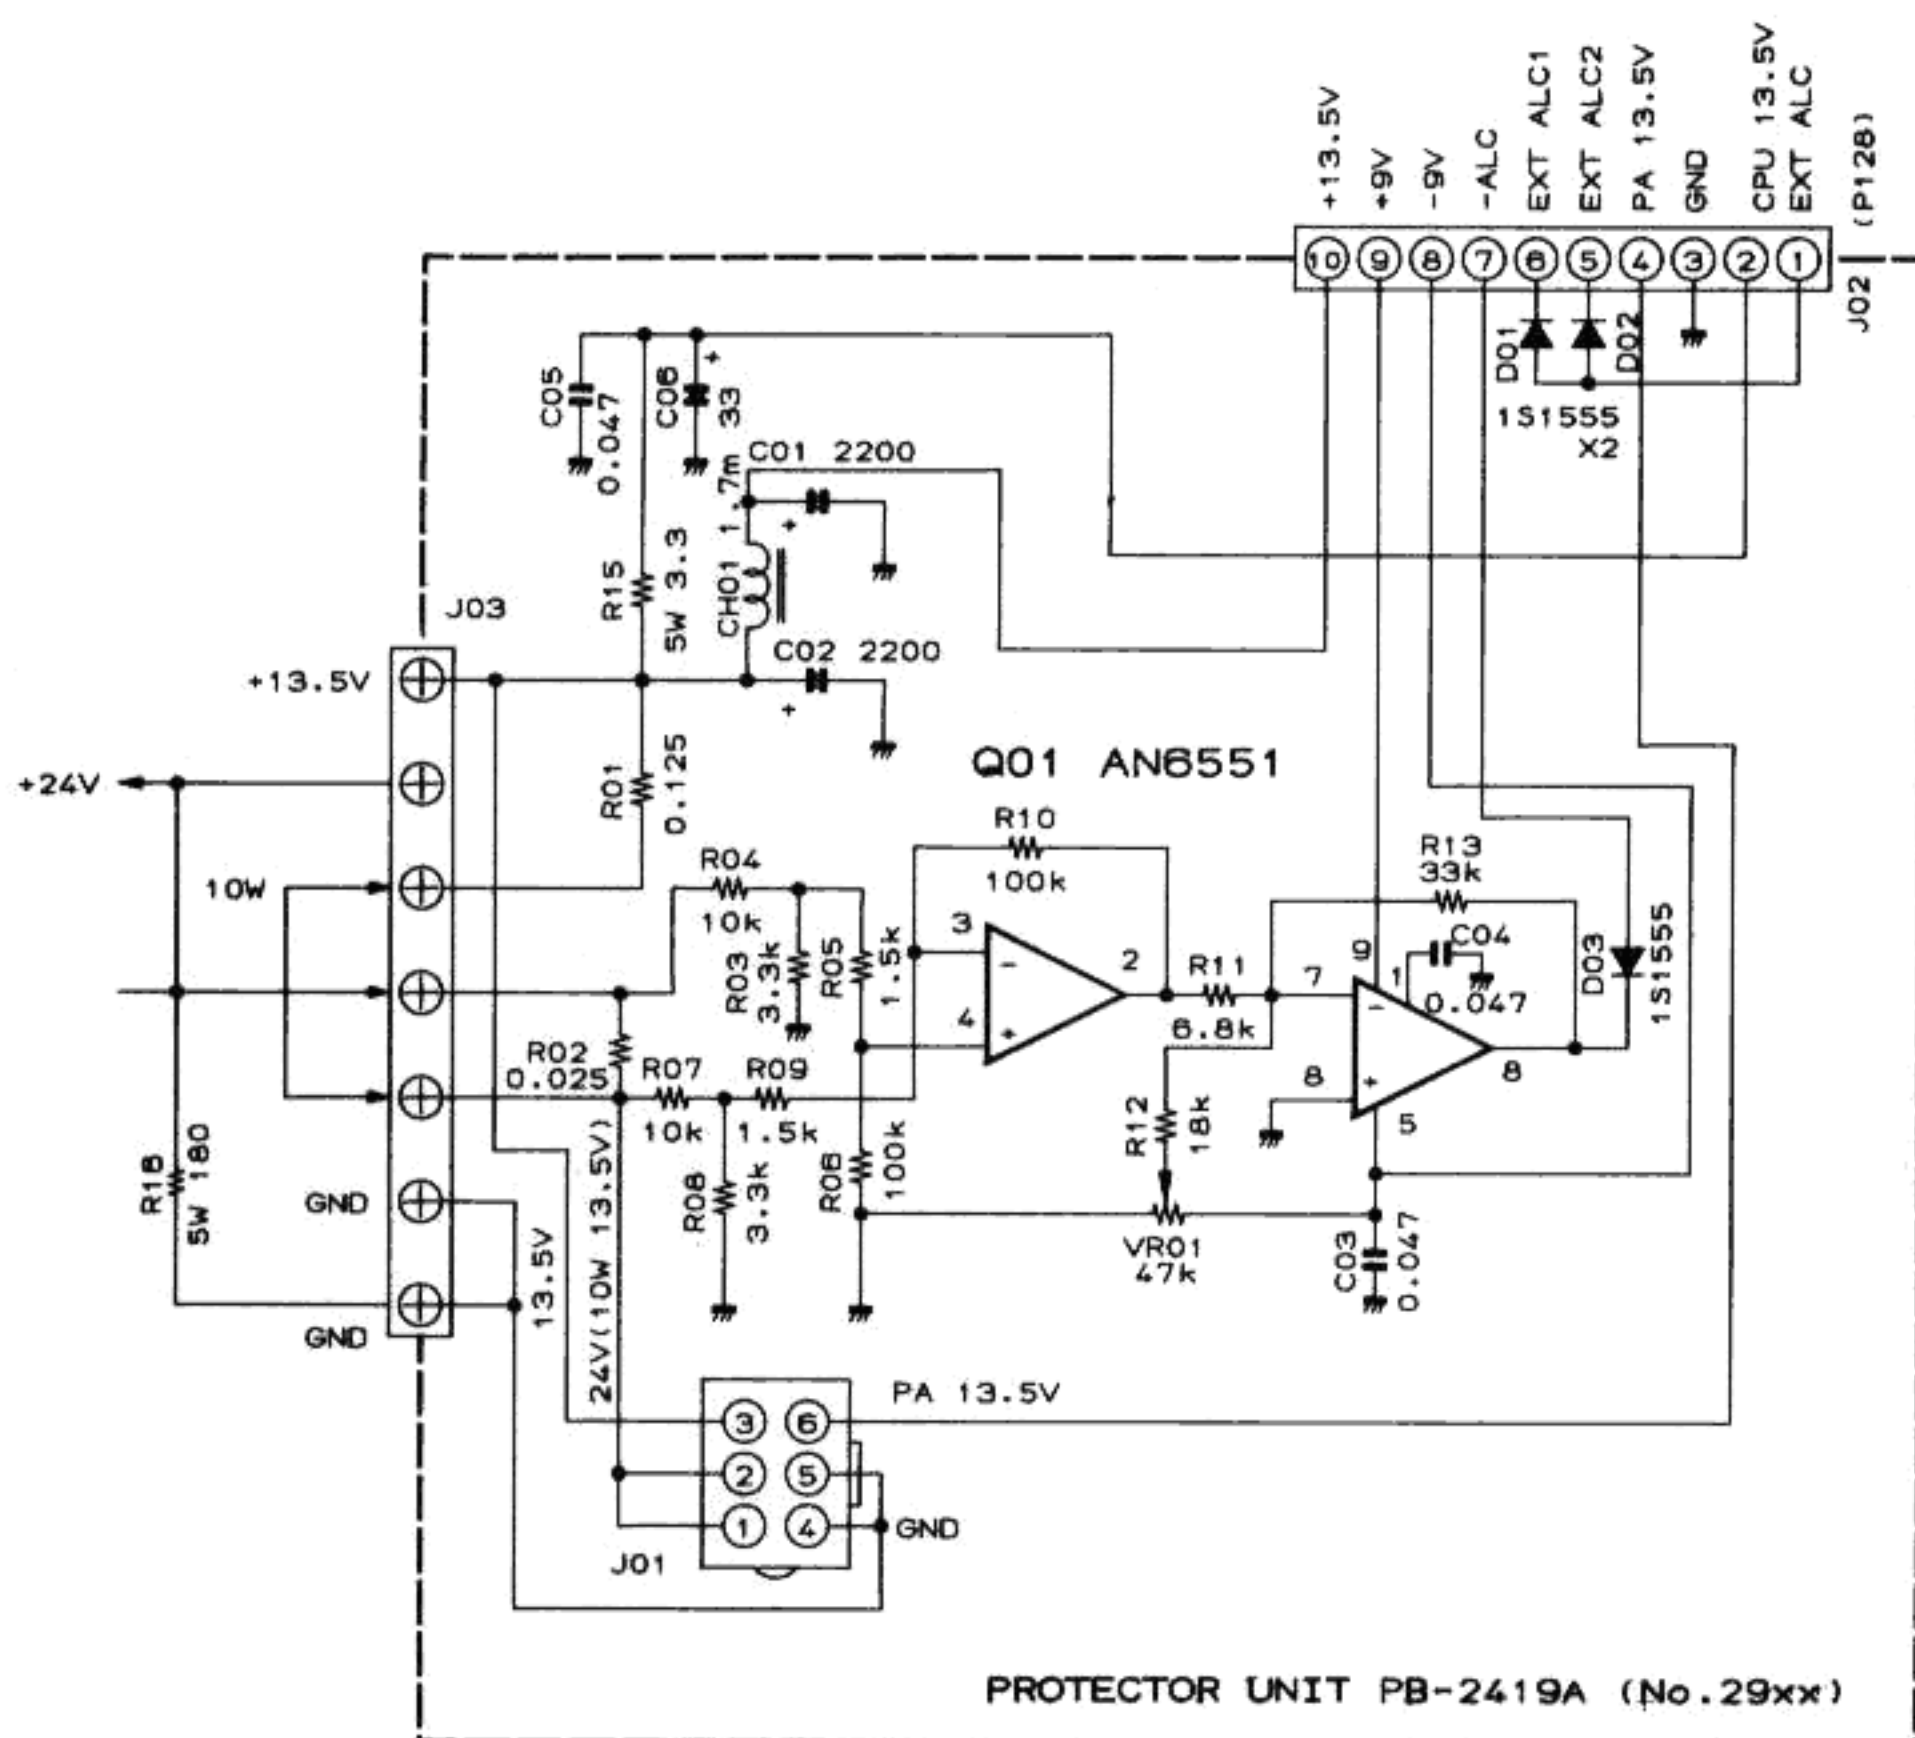 +13.5V
+9V
-9V
-ALC
EXT ALC1
EXT ALC2
PA 13.5V
GND
CPU 13.5V
EXT ALC
(P128)
10 9 8 7 6 5 4 3 2 1
J02
D01
D02
1S1555
X2
C05
0.047
C06
+
33
C01 2200
+
1.7m
CH01
R15
5W 3.3
C02 2200
+
J03
+13.5V
+24V
10W
GND
GND
R01
0.125
Q01 AN6551
R04
10k
R03
3.3k
R05
1.5k
R10
100k
3
-
4
+
2
R11
6.8k
R13
33k
C04
0.047
9
1
7
-
8
+
5
8
D03
1S1555
R02
0.025
R07
10k
R09
1.5k
R08
3.3k
R06
100k
R12
18k
VR01
47k
C03
0.047
5W 180
13.5V
24V(10W 13.5V)
PA 13.5V
3 6
2 5
1 4
GND
J01
PROTECTOR UNIT PB-2419A (No.29xx)